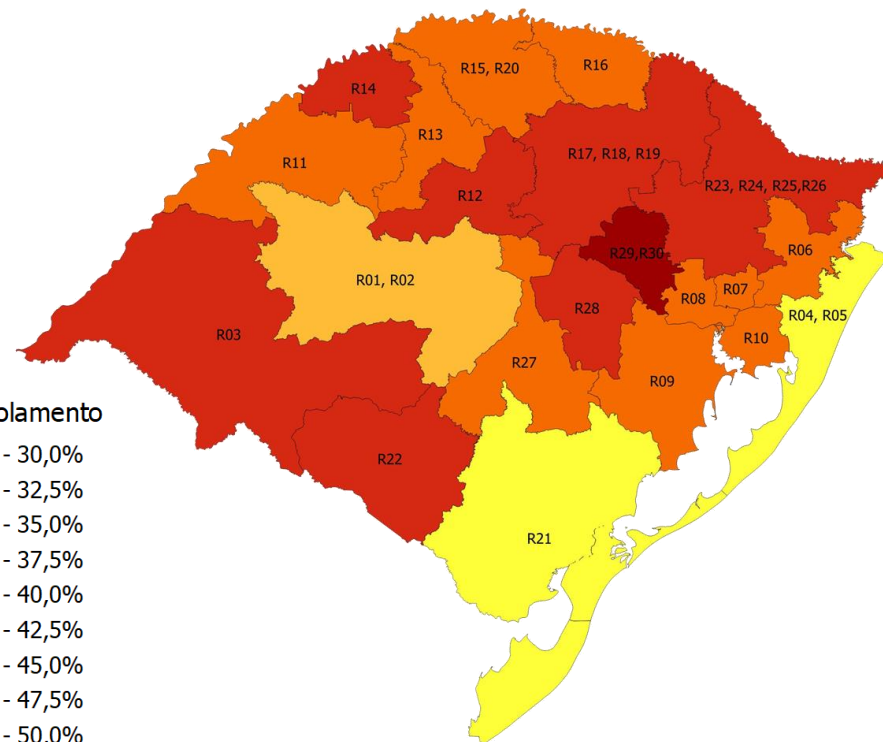 R15, R20
R16
R14
R13
R17, R18, R19
R11
R12
R23, R24, R25,R26
R29,R30
R06
R01, R02
R07
R08
R28
R04, R05
R03
R10
R27
R09
olamento
- 30,0%
R22
- 32,5%
- 35,0%
R21
- 37,5%
- 40,0%
- 42,5%
- 45,0%
- 47,5%
- 50,0%